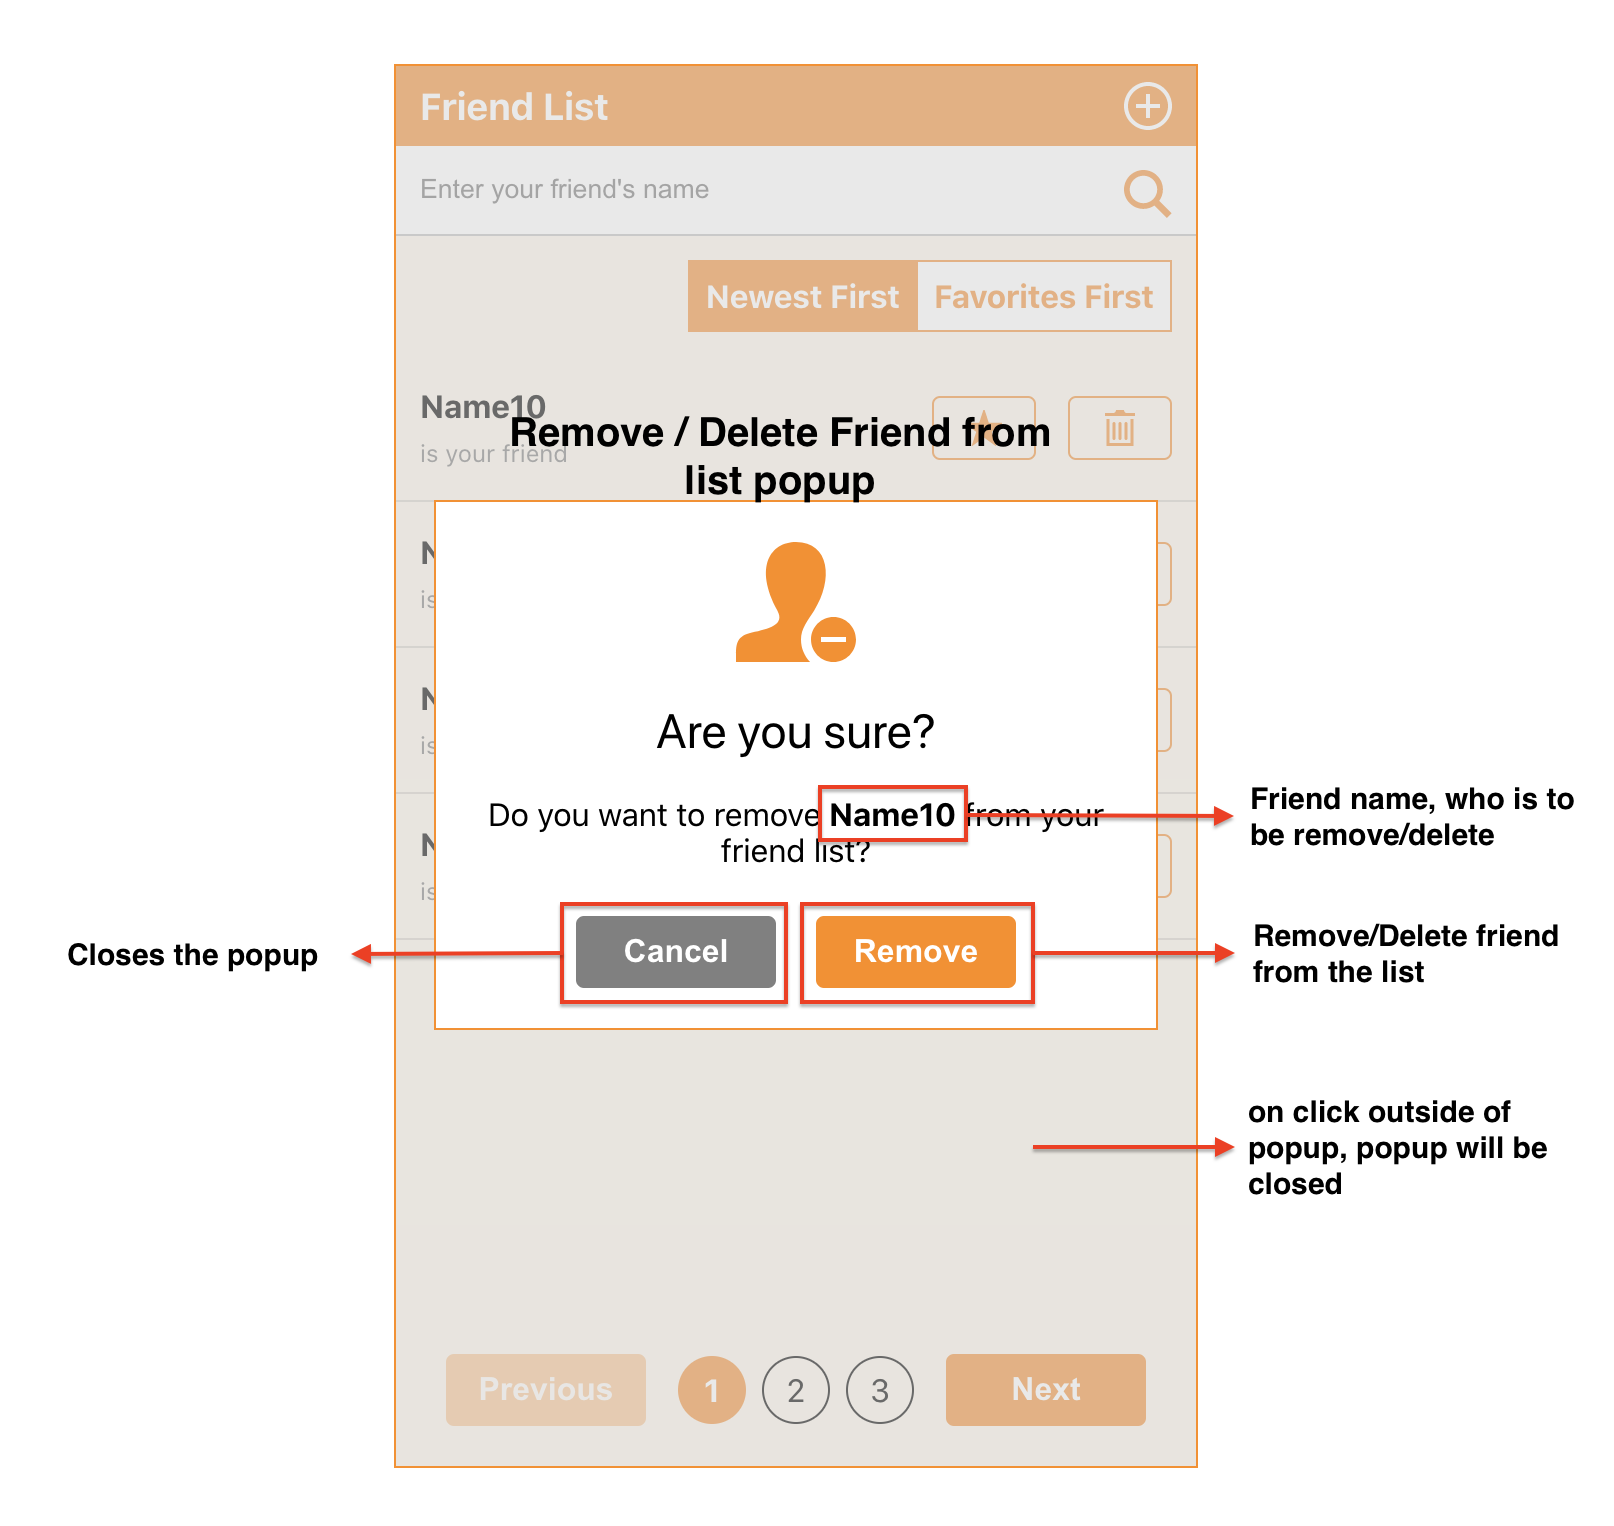 Friend List
Enter your friend's name
Newest First
Favorites First
Name10
is your friend
Remove / Delete Friend from
list popup
N
is
N
is
N
is
Are you sure?
Do you want to remove Name10 from your
friend list?
Cancel
Remove
Friend name, who is to
be remove/delete
Closes the popup
Remove/Delete friend
from the list
on click outside of
popup, popup will be
closed
Previous
1
2
3
Next